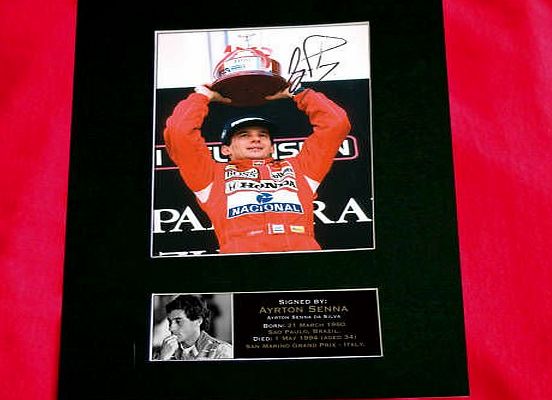 BOSS
HONDA
NACIONAL
SIGNED BY:
AYRTON SENNA
AYRTON SENNA DA SILVA
BORN: 21 MARCH 1960.
SAO PAULO, BRAZIL.
DIED: 1 MAY 1994 (AGED 34)
SAN MARINO GRAND PRIX - ITALY.